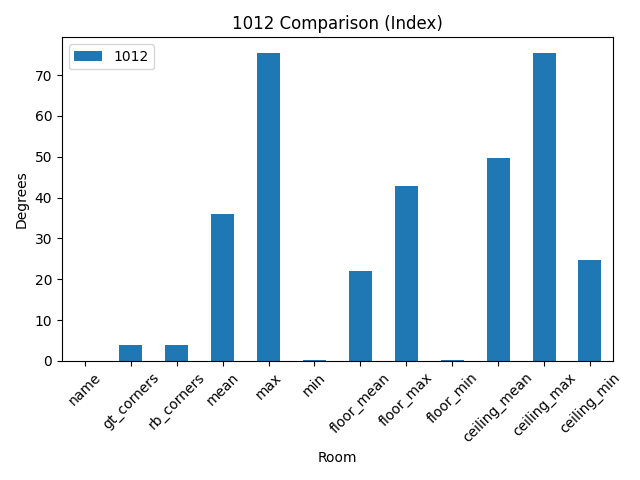 1012 Comparison (Index)
1012
Degrees
70
60
50
40
30
20
10
0
name
gt_corners
rb_corners
mean
max
min
floor_mean
floor_max
floor_min
ceiling_mean
ceiling_max
ceiling_min
Room